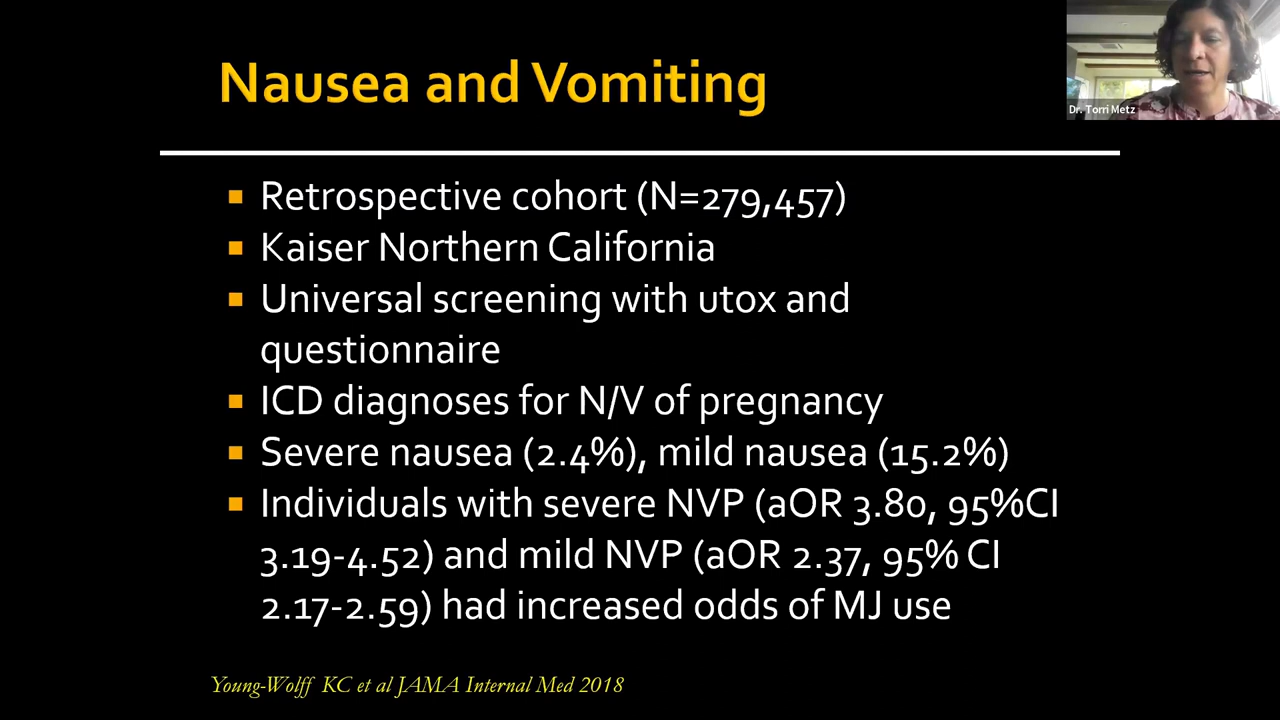 Nausea and Vomiting
Dr. Torri Metz
Retrospective cohort (N=279,457)
Kaiser Northern California
Universal screening with utox and
questionnaire
ICD diagnoses for N/V of pregnancy
Severe nausea (2.4%), mild nausea (15.2%)
Individuals with severe NVP (aOR 3.80, 95%CI
3.19-4.52) and mild NVP (aOR 2.37, 95% CI
2.17-2.59) had increased odds of MJ use
Young-Wolff KC et al JAMA Internal Med 2018